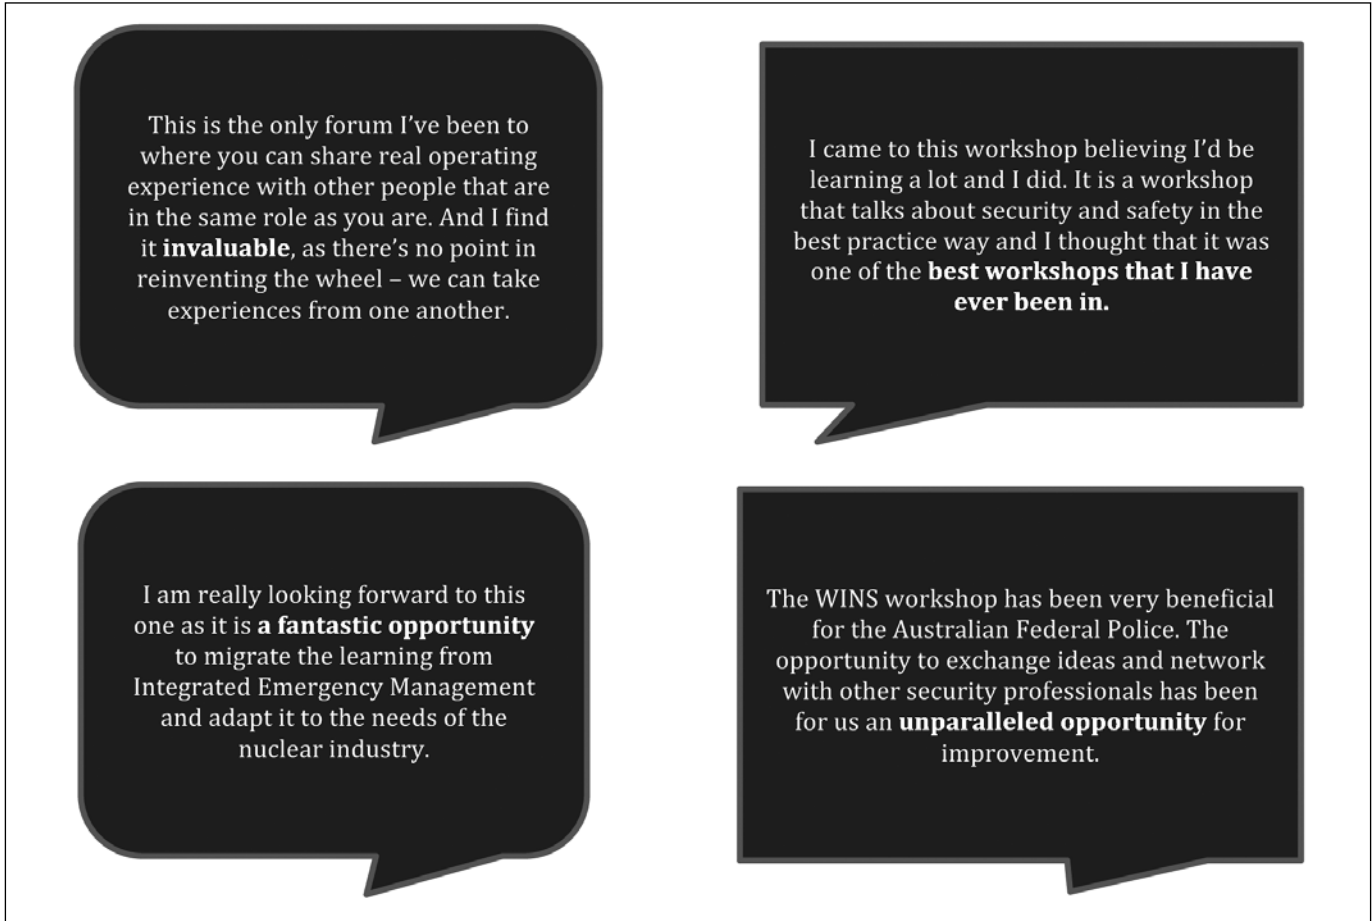 This is the only forum I’ve been to
where you can share real operating
experience with other people that are
in the same role as you are. And I find
it invaluable, as there’s no point in
reinventing the wheel – we can take
experiences from one another.
I came to this workshop believing I’d be
learning a lot and I did. It is a workshop
that talks about security and safety in the
best practice way and I thought that it was
one of the best workshops that I have
ever been in.
I am really looking forward to this
one as it is a fantastic opportunity
to migrate the learning from
Integrated Emergency Management
and adapt it to the needs of the
nuclear industry.
The WINS workshop has been very beneficial
for the Australian Federal Police. The
opportunity to exchange ideas and network
with other security professionals has been
for us an unparalleled opportunity for
improvement.